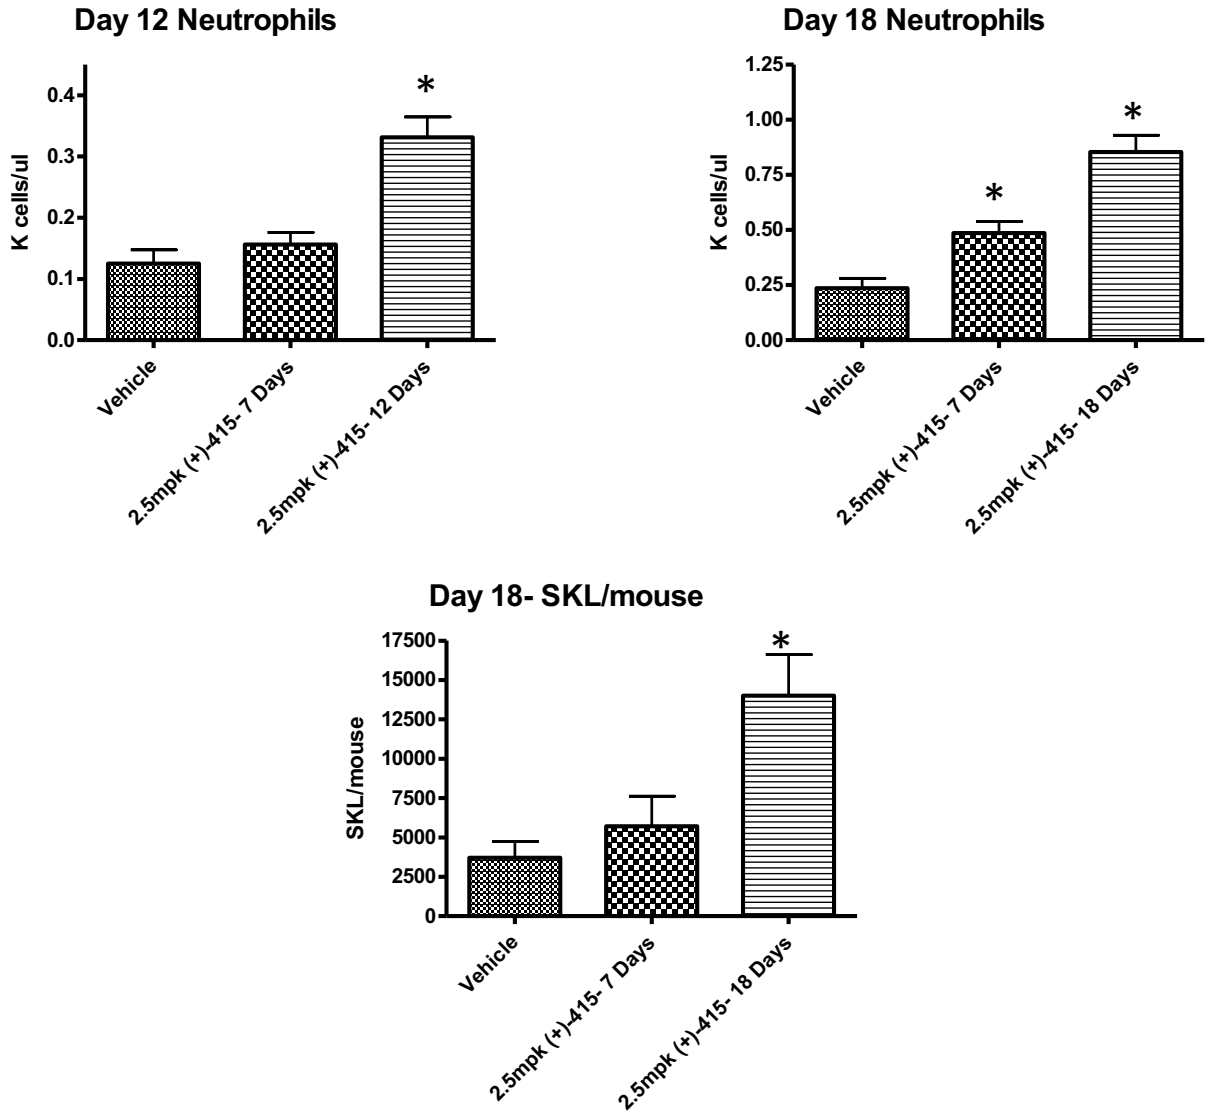 Day 12 Neutrophils
K cells/ul
0.4
0.3
0.2
0.1
0.0
*
Vehicle
2.5mpk (+)-415- 7 Days
2.5mpk (+)-415- 12 Days
Day 18 Neutrophils
K cells/ul
1.25
1.00
0.75
0.50
0.25
0.00
*
*
Vehicle
2.5mpk (+)-415- 7 Days
2.5mpk (+)-415- 18 Days
Day 18- SKL/mouse
SKL/mouse
17500
15000
12500
10000
7500
5000
2500
0
*
Vehicle
2.5mpk (+)-415- 7 Days
2.5mpk (+)-415- 18 Days